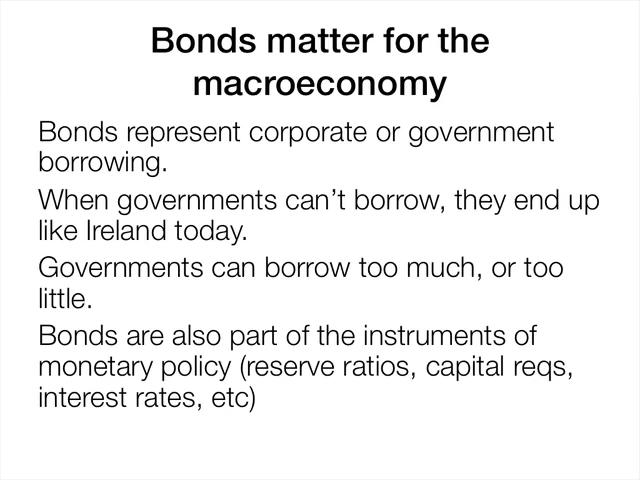 Bonds matter for the
macroeconomy
Bonds represent corporate or government
borrowing.
When governments can’t borrow, they end up
like Ireland today.
Governments can borrow too much, or too
little.
Bonds are also part of the instruments of
monetary policy (reserve ratios, capital reqs,
interest rates, etc)